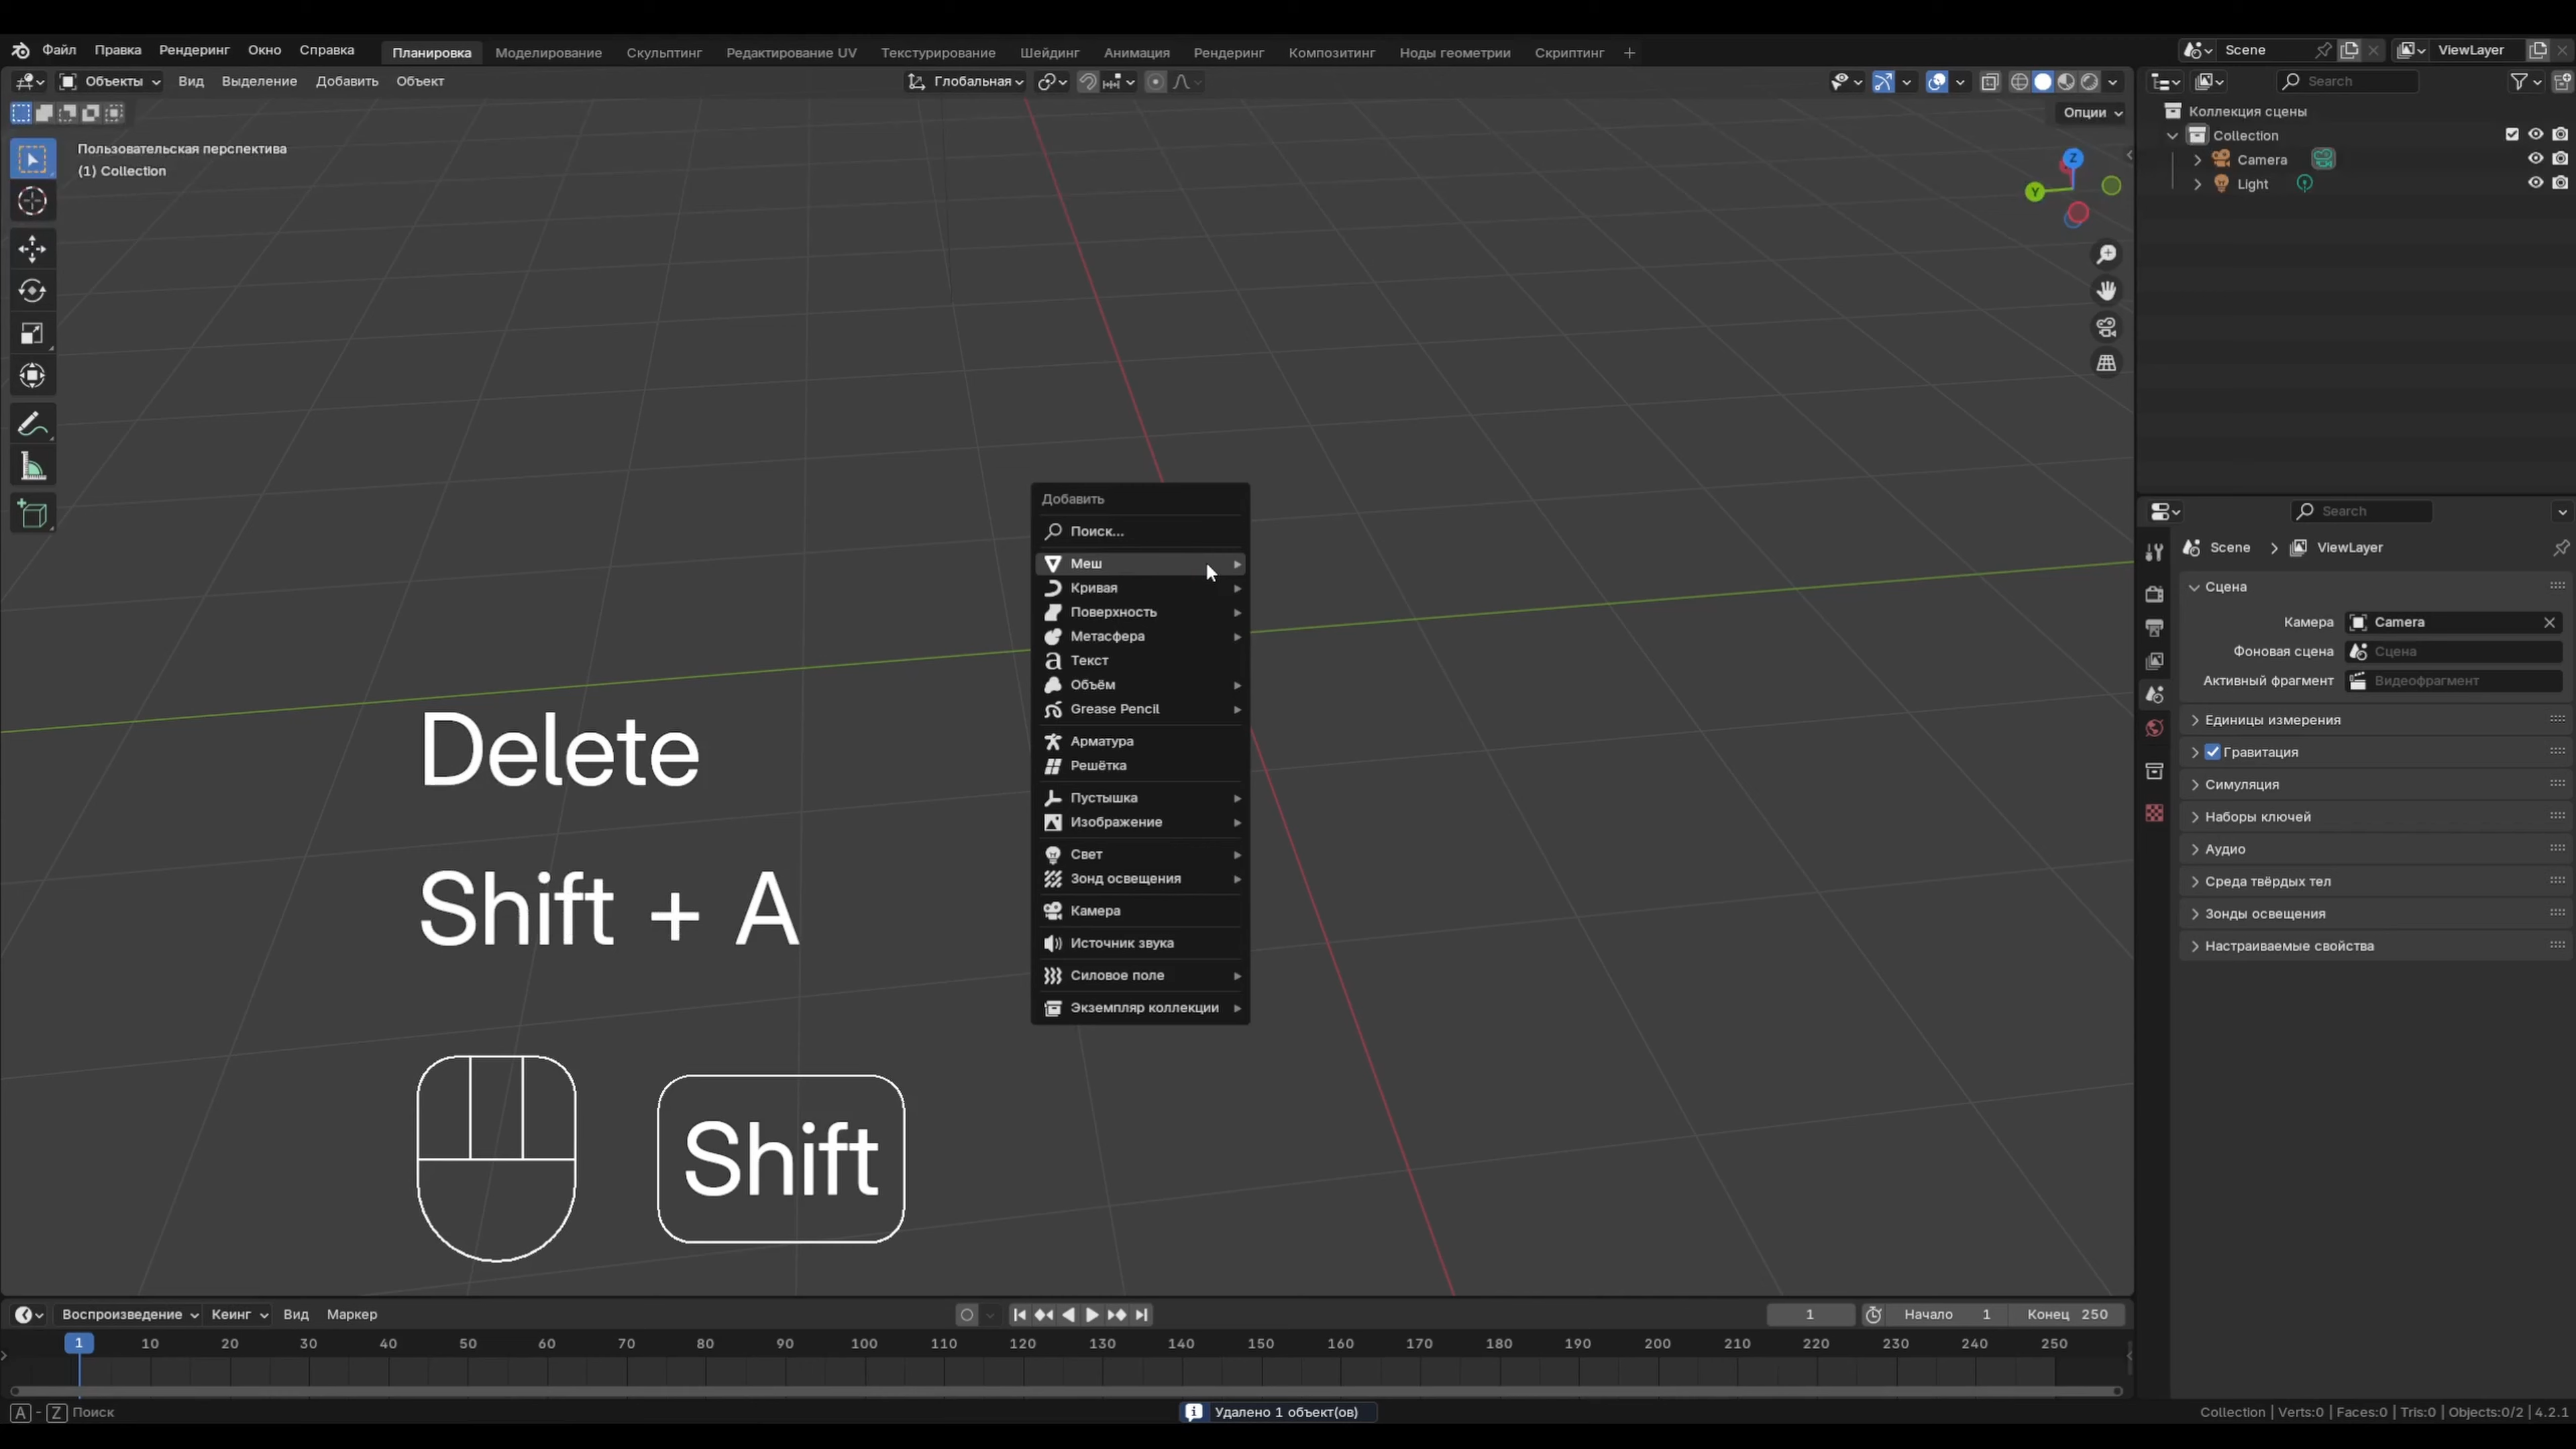 Файл Правка Рендеринг Окно Справка Планировка Моделирование Скульптинг Редактирование UV Текстурирование Шейдинг Анимация Рендеринг Композитинг Ноды геометрии Скриптинг + Scene ViewLayer
Объекты Вид Выделение Добавить Объект Глобальная Search
Опции
Пользовательская перспектива
(1) Collection
Z
Y
Коллекция сцены
Collection
Camera
Light
Добавить
Поиск...
Меш
Кривая
Поверхность
Метасфера
Текст
Объём
Grease Pencil
Арматура
Решётка
Пустышка
Изображение
Свет
Зонд освещения
Камера
Источник звука
Силовое поле
Экземпляр коллекции
Delete
Shift + A
Shift
Search
Scene ViewLayer
Сцена
Камера Camera
Фоновая сцена Сцена
Активный фрагмент Видеофрагмент
Единицы измерения
Гравитация
Симуляция
Наборы ключей
Аудио
Среда твёрдых тел
Зонды освещения
Настраиваемые свойства
Воспроизведение Кеинг Вид Маркер 1 Начало 1 Конец 250
1 10 20 30 40 50 60 70 80 90 100 110 120 130 140 150 160 170 180 190 200 210 220 230 240 250
A - Z Поиск Удалено 1 объект(ов) Collection | Verts:0 | Faces:0 | Tris:0 | Objects:0/2 | 4.2.1